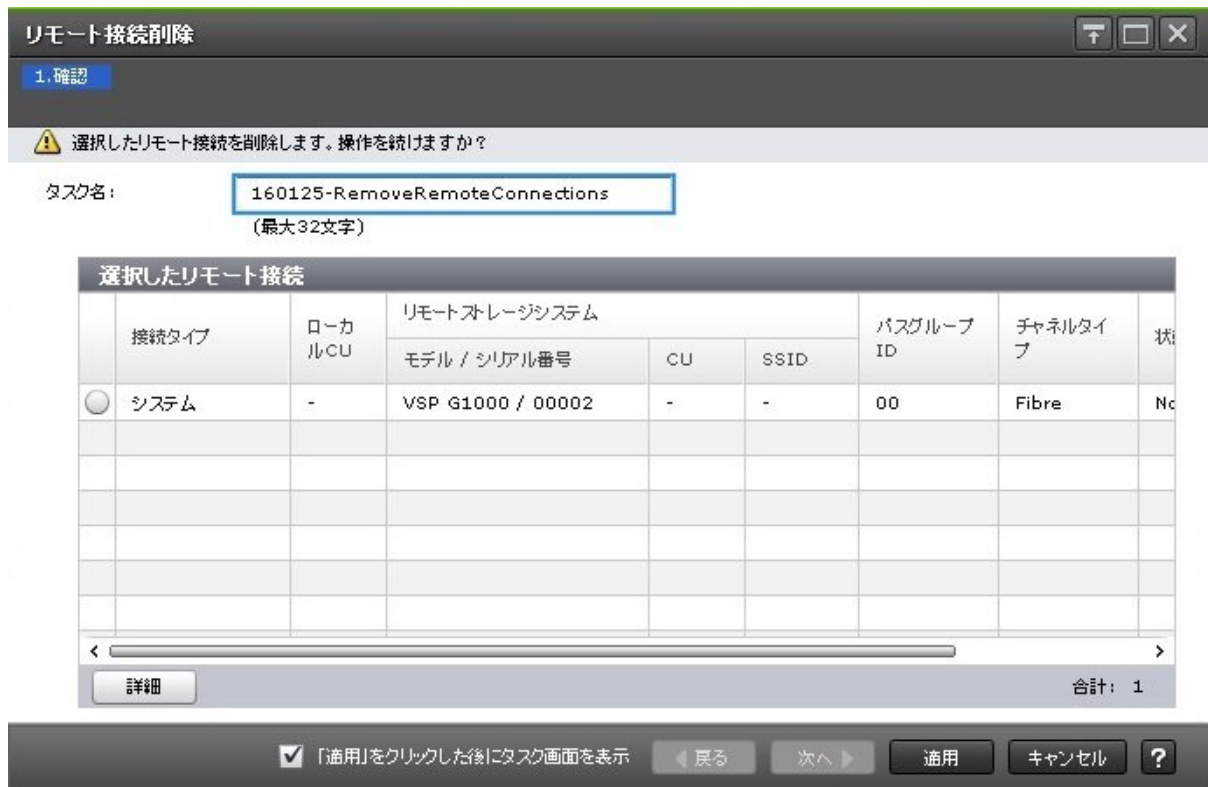 リモート接続削除
1.確認
選択したリモート接続を削除します。操作を続けますか？
タスク名：
160125-RemoveRemoteConnections
(最大32文字)
選択したリモート接続
接続タイプ
ローカ
ルCU
リモートストレージシステム
モデル / シリアル番号
CU
SSID
パスグループ
ID
チャネルタイ
プ
システム
-
VSP G1000 / 00002
-
-
00
Fibre
詳細
合計： 1
「適用」をクリックした後にタスク画面を表示
戻る
次へ
適用
キャンセル
?